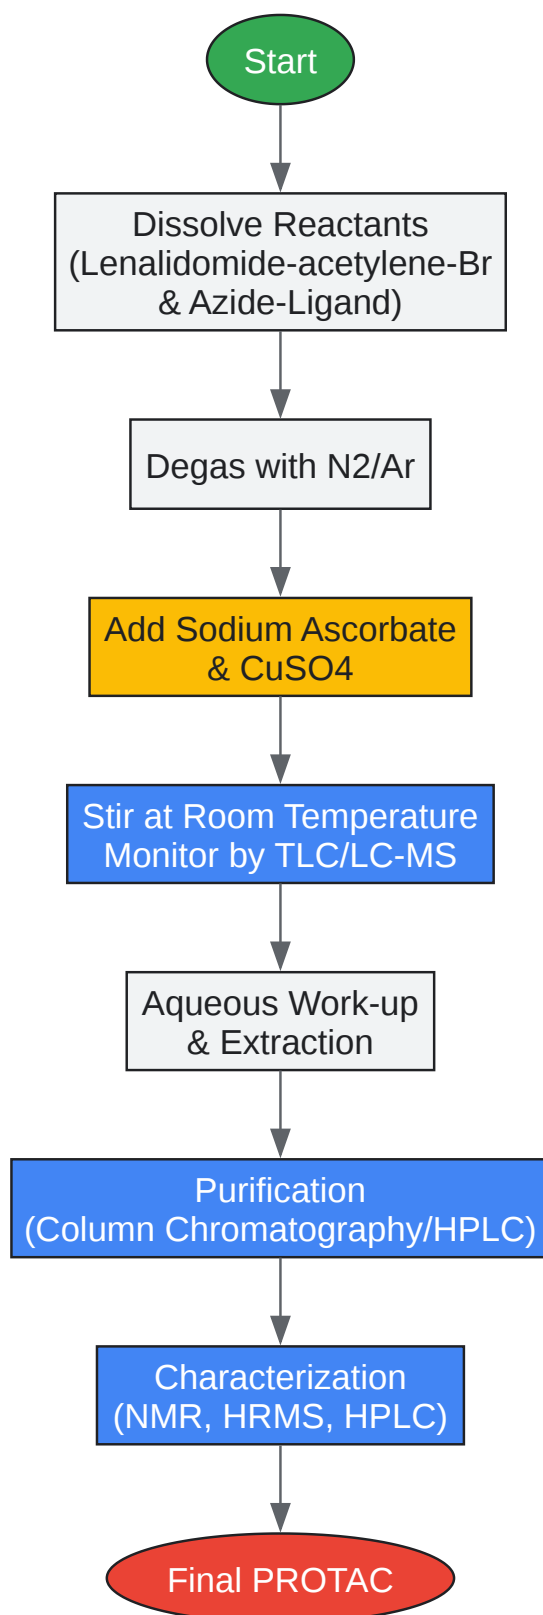 Start
Dissolve Reactants
(Lenalidomide-acetylene-Br
& Azide-Ligand)
Degas with N2/Ar
Add Sodium Ascorbate
& CuSO4
Stir at Room Temperature
Monitor by TLC/LC-MS
Aqueous Work-up
& Extraction
Purification
(Column Chromatography/HPLC)
Characterization
(NMR, HRMS, HPLC)
Final PROTAC